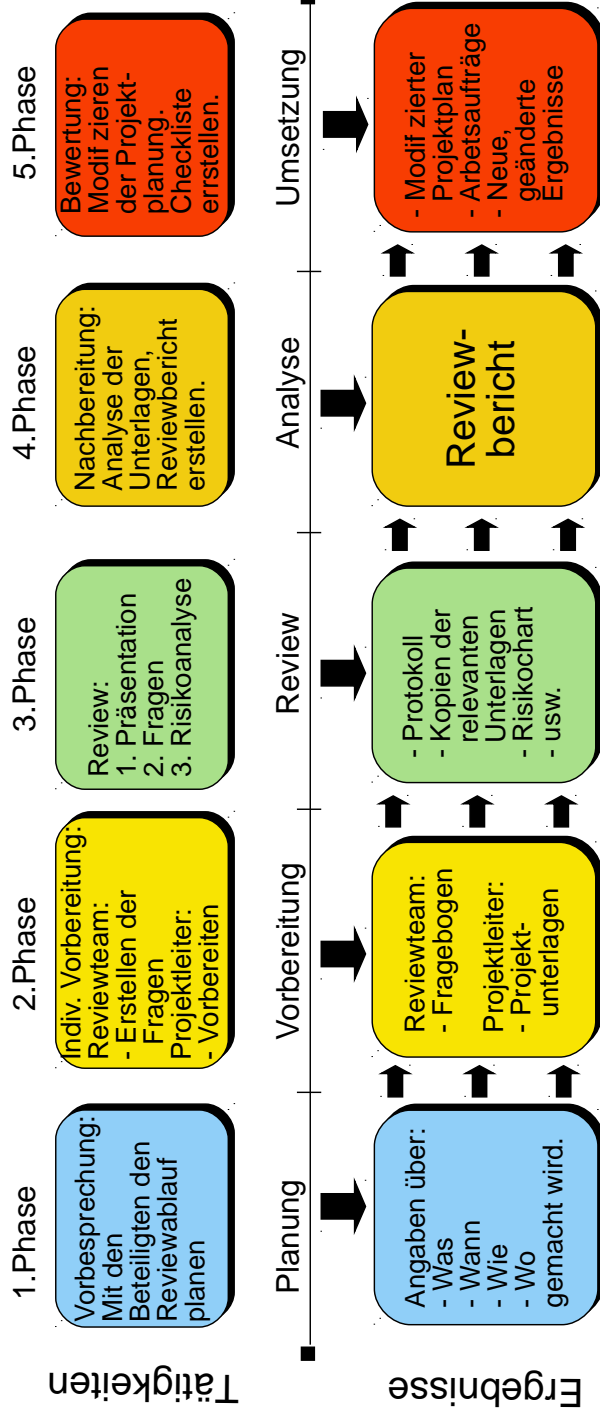 1.Phase
2.Phase
3.Phase
4.Phase
5.Phase
Tätigkeiten
Vorbesprechung:
Mit den
Beteiligten den
Reviewablauf
planen
Indiv. Vorbereitung:
Reviewteam:
- Erstellen der
Fragen
Projektleiter:
- Vorbereiten
Review:
1. Präsentation
2. Fragen
3. Risikoanalyse
Nachbereitung:
Analyse der
Unterlagen,
Reviewbericht
erstellen.
Bewertung:
Modif zieren
der Projekt-
planung.
Checkliste
errstellen.
Planung
Vorbereitung
Review
Analyse
Umsetzung
Ergebnisse
Angaben über:
- Was
- Wann
- Wie
- Wo
gemacht wird.
Reviewteam:
- Fragebogen
Projektleiter:
- Projekt-
unterlagen
- Protokoll
- Kopien der
relevanten
Unterlagen
- Risikochart
- usw.
Review-
bericht
- Modif zierter
Projektplan
- Arbetsaufträge
- Neue,
geänderte
Ergebnisse